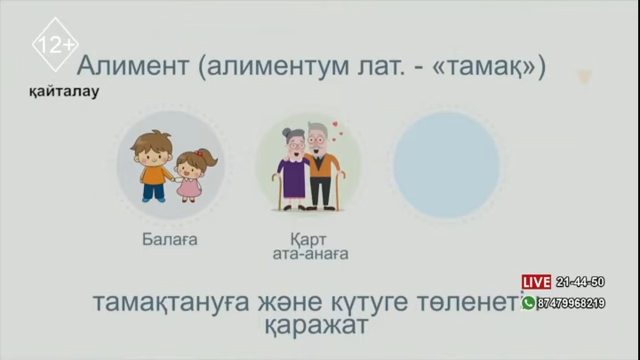 12+
Алимент (алиментум лат. - «тамақ»)
қайталау
Балаға
Қарт
ата-анаға
LIVE 21-44-50
87479968219
тамақтануға және күтуге
қаражат